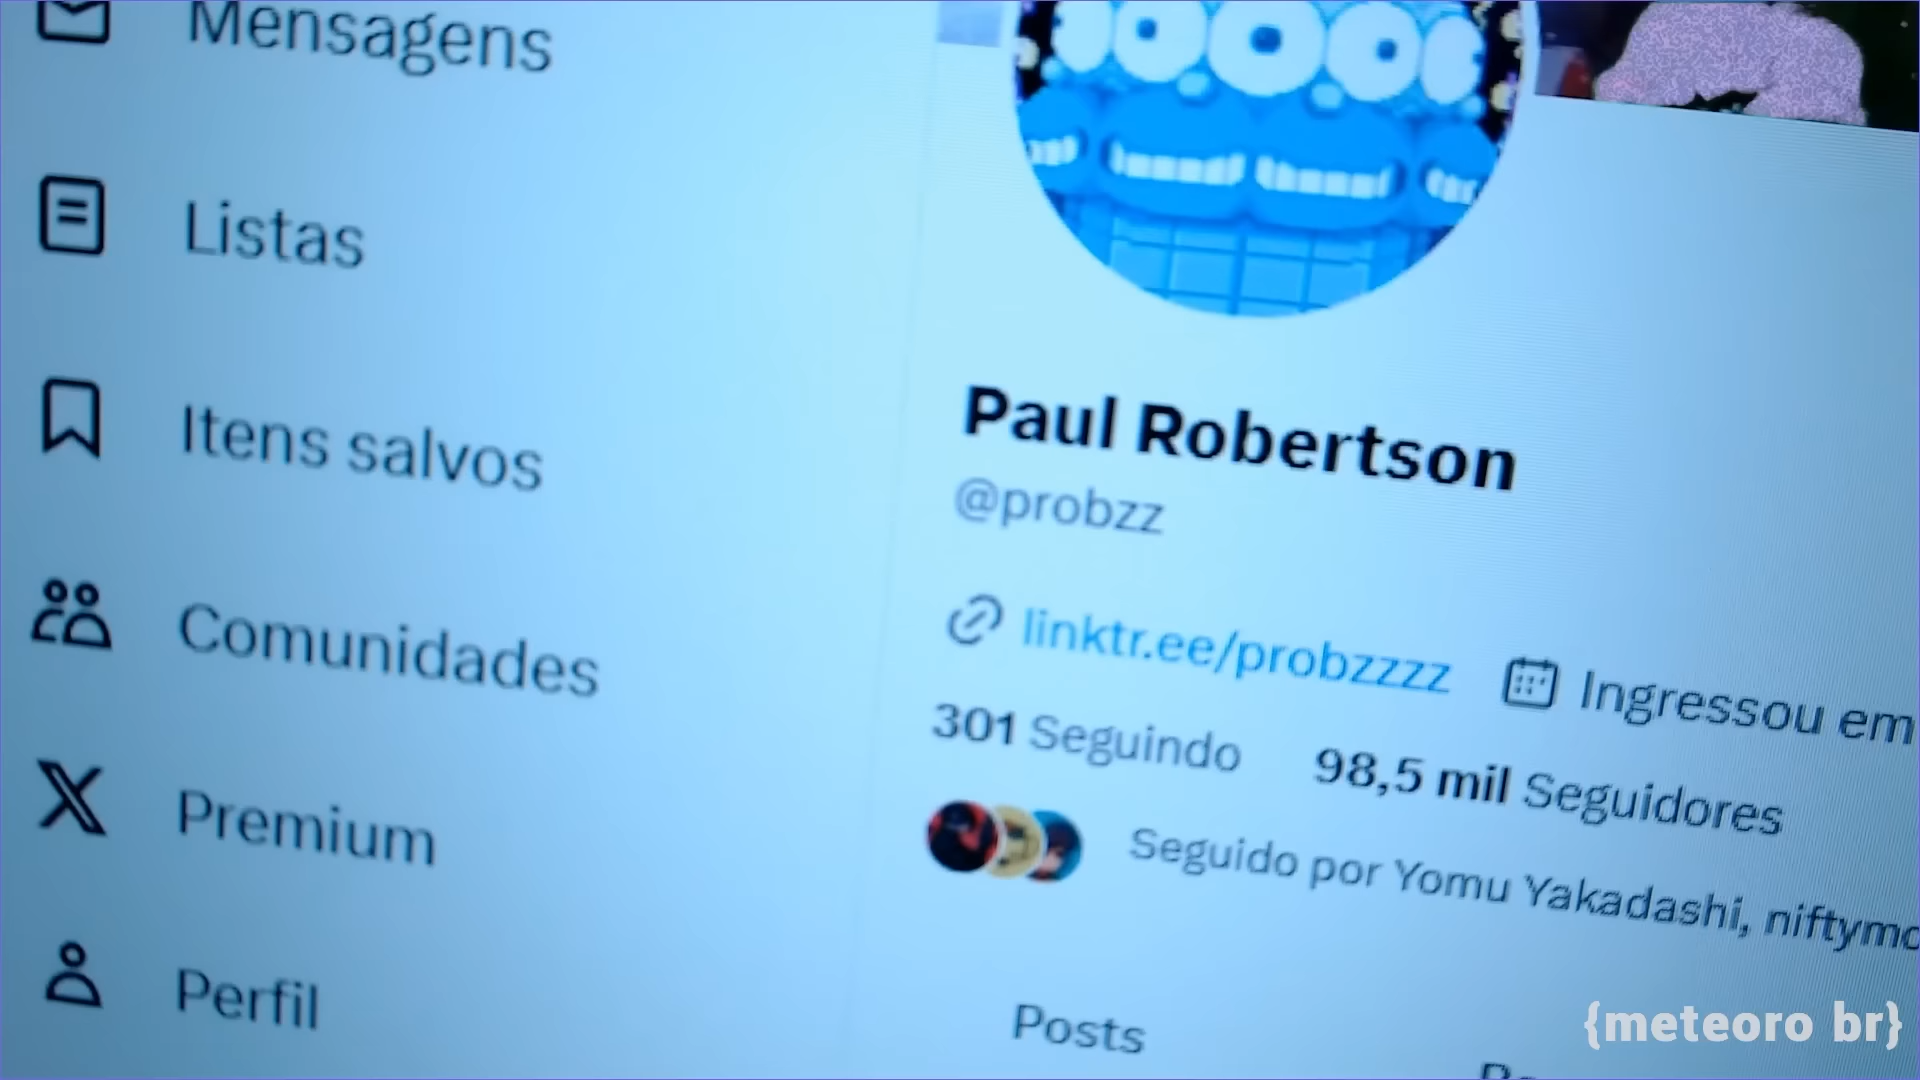 Mensagens
Listas
Itens salvos
Comunidades
Premium
Perfil
Paul Robertson
@probzz
linktr.ee/probzzzz
Ingressou em
301 Seguindo 98,5 mil Seguidores
Seguido por Yomu Yakadashi,
Posts
{meteoro br}